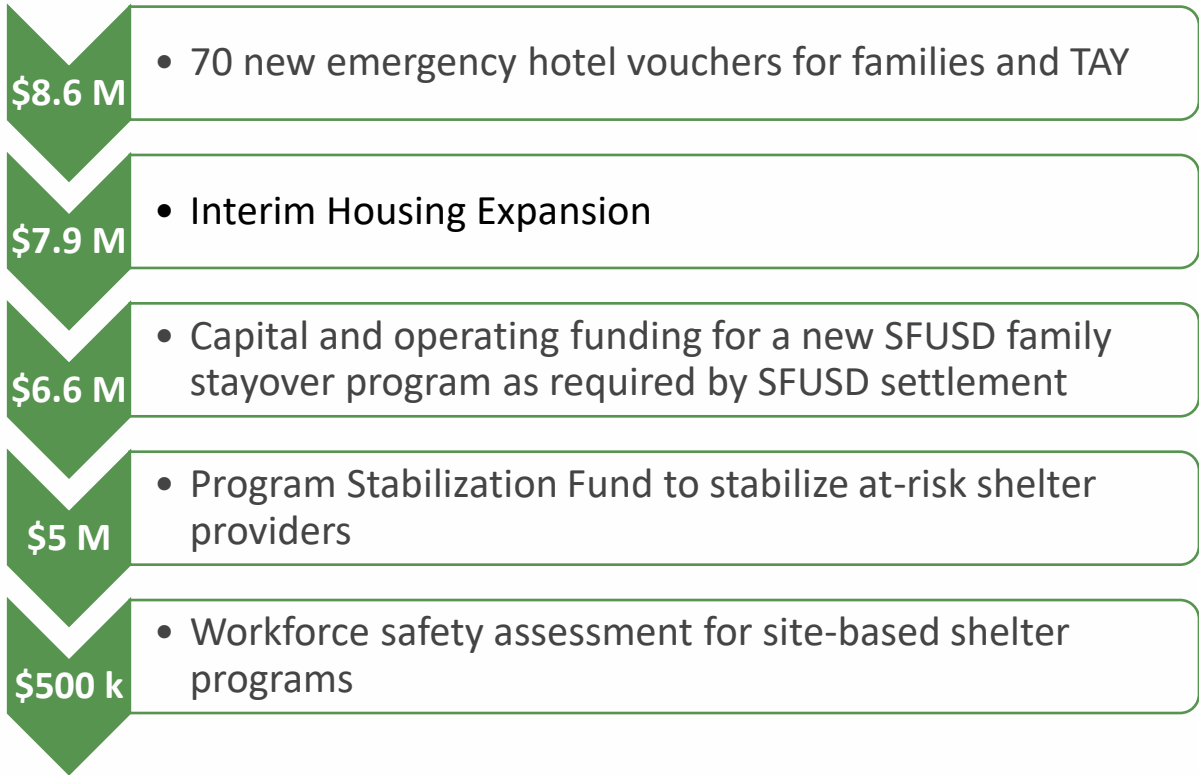 $8.6 M
• 70 new emergency hotel vouchers for families and TAY
$7.9 M
• Interim Housing Expansion
$6.6 M
• Capital and operating funding for a new SFUSD family
stayover program as required by SFUSD settlement
$5 M
• Program Stabilization Fund to stabilize at-risk shelter
providers
$500 k
• Workforce safety assessment for site-based shelter
programs